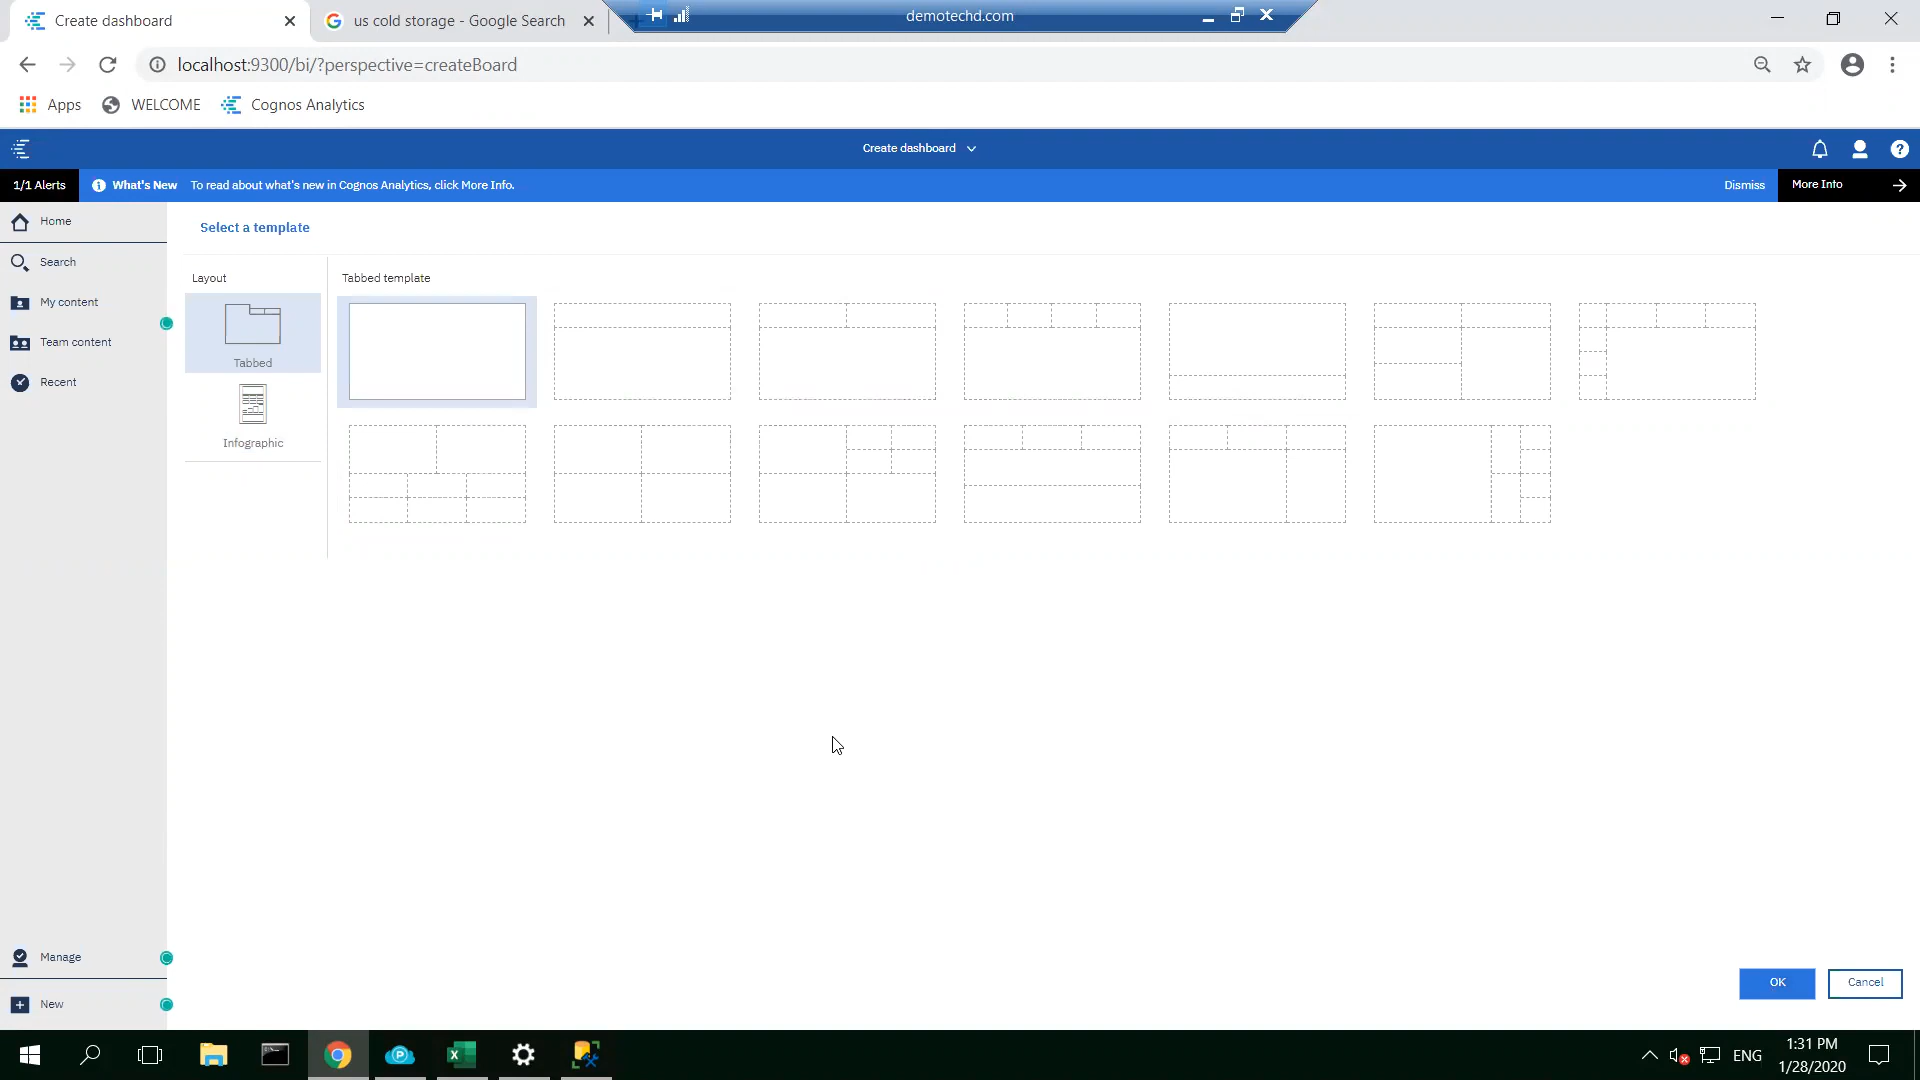 Create dashboard
us cold storage - Google Search
demotechd.com
localhost:9300/bi/?perspective=createBoard
Apps
WELCOME
Cognos Analytics
Create dashboard
1/1 Alerts
What's New
To read about what's new in Cognos Analytics, click More Info.
Dismiss
More Info
Home
Search
My content
Team content
Recent
Select a template
Layout
Tabbed
Infographic
Tabbed template
Manage
New
OK
Cancel
ENG
1:31 PM
1/28/2020